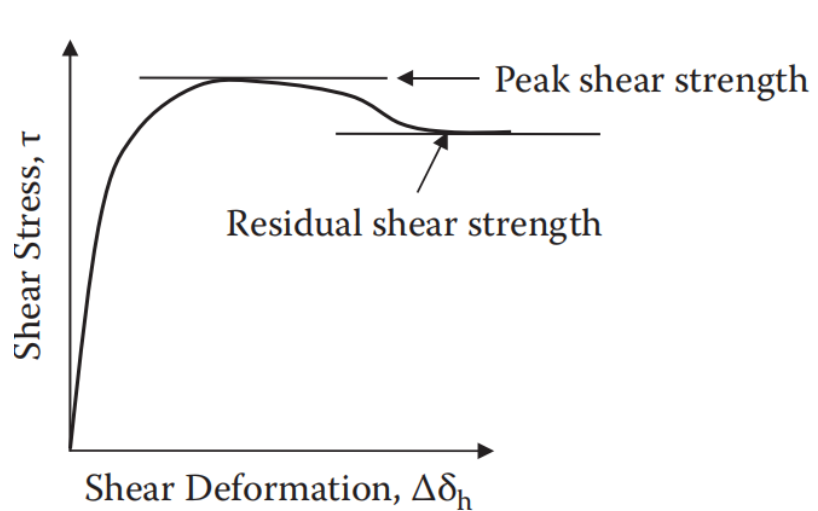 Peak shear strength
Residual shear strength
Shear Stress, τ
Shear Deformation, Δδₕ